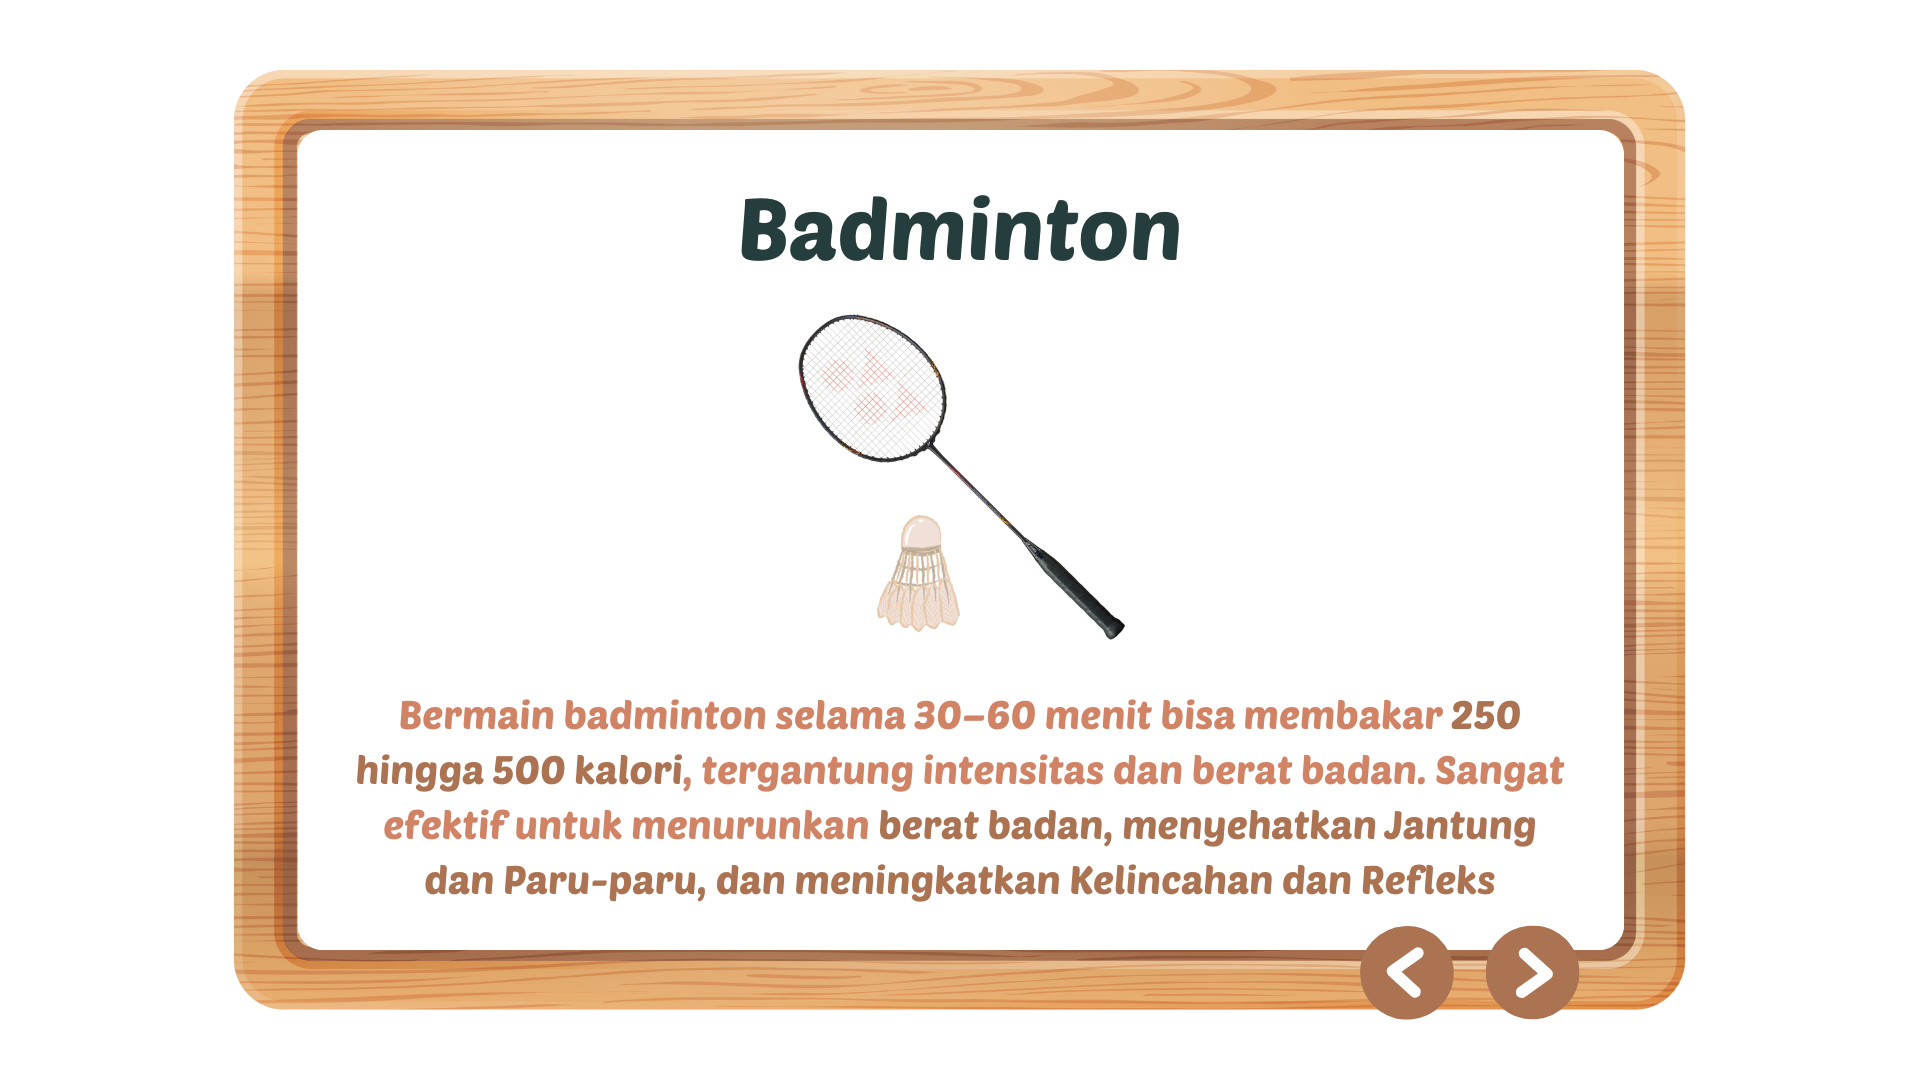 Badminton
Bermain badminton selama 30–60 menit bisa membakar 250
hingga 500 kalori, tergantung intensitas dan berat badan. Sangat
efektif untuk menurunkan berat badan, menyehatkan Jantung
dan Paru-paru, dan meningkatkan Kelincahan dan Refleks